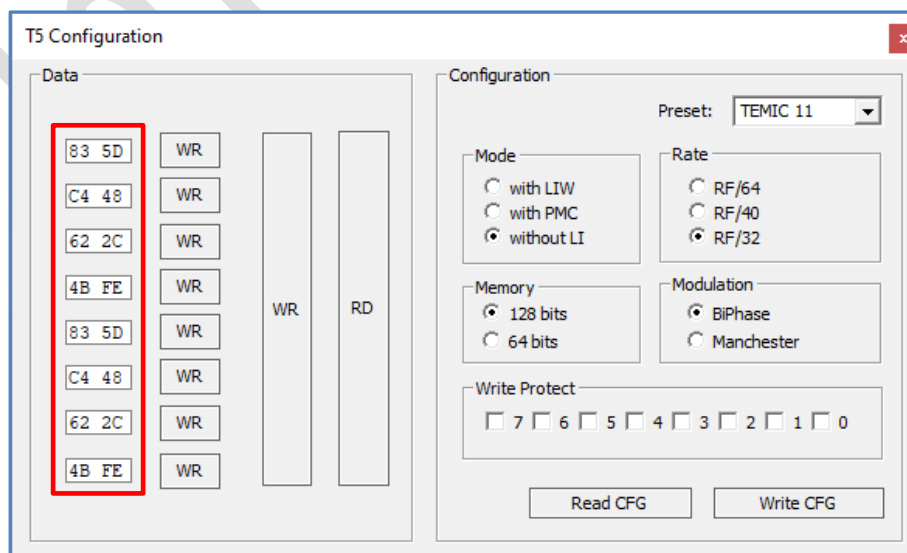 T5 Configuration
x
Data
83 5D WR
C4 48 WR
62 2C WR
4B FE WR
83 5D WR
C4 48 WR
62 2C WR
4B FE WR
WR
RD
Configuration
Preset: TEMIC 11
Mode
with LIW
with PMC
without LI
Rate
RF/64
RF/40
RF/32
Memory
128 bits
64 bits
Modulation
BiPhase
Manchester
Write Protect
7 6 5 4 3 2 1 0
Read CFG Write CFG